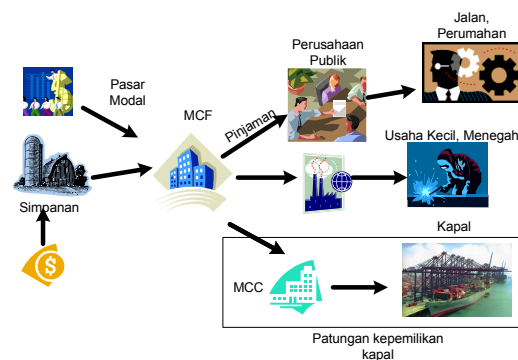 Jalan,
Perumahan
Perusahaan
Publik
Pasar
Modal
MCF
Pinjaman
Usaha Kecil, Menegah
Simpanan
$
Kapal
MCC
Patungan kepemilikan
kapal